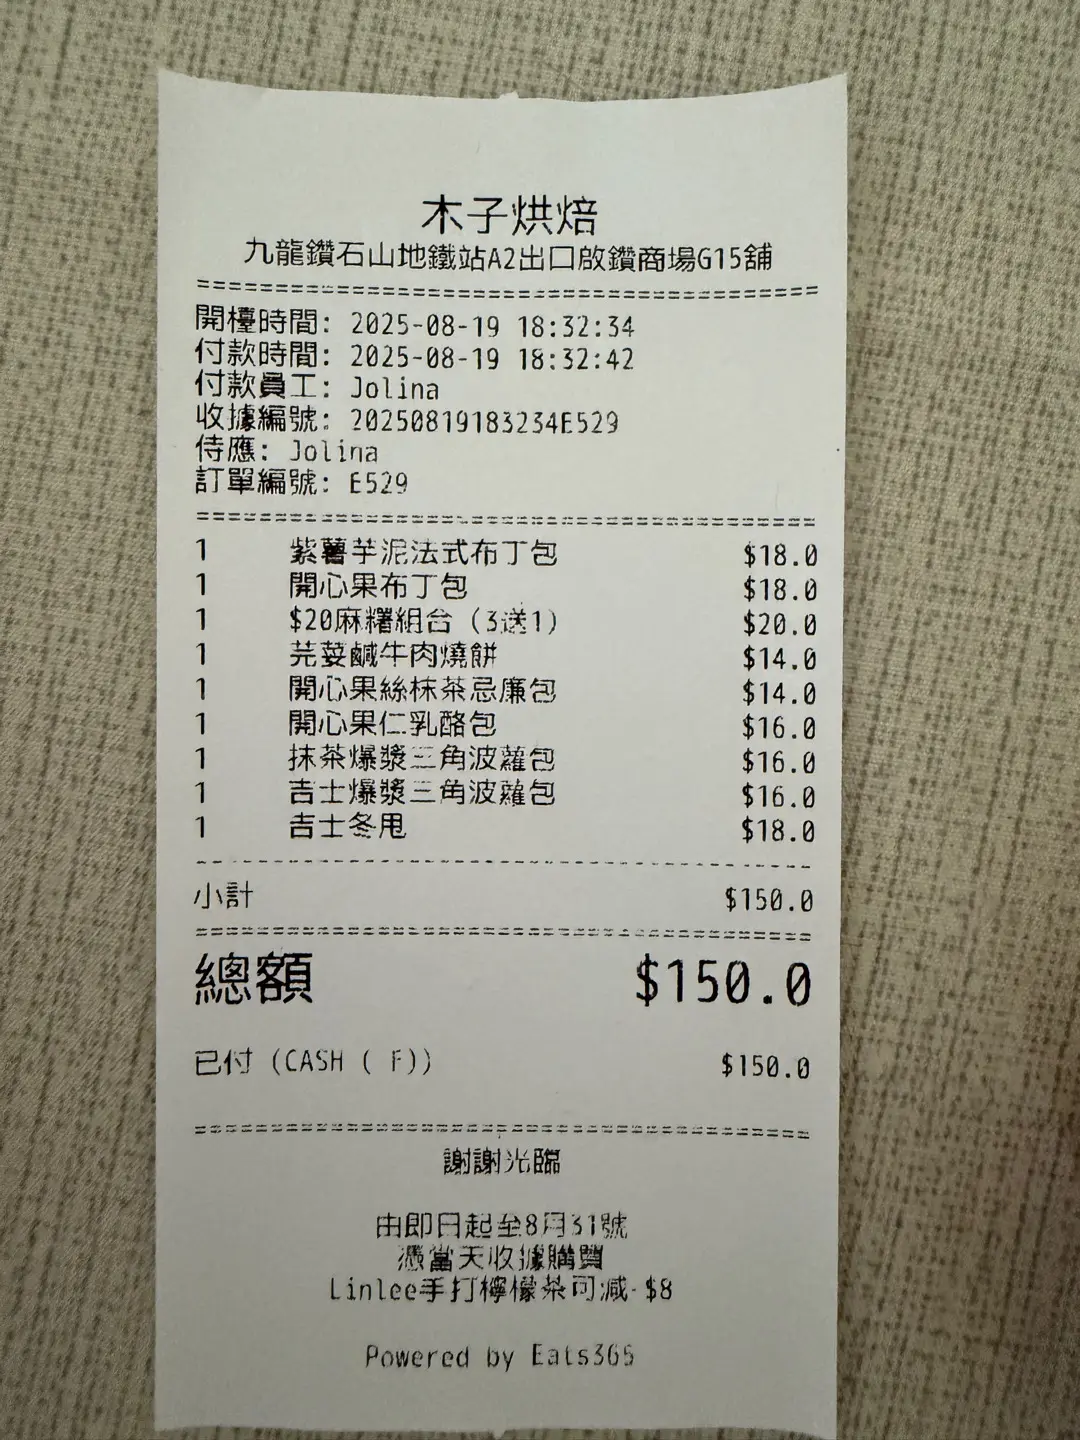 木子烘焙
九龍鑽石山地鐵站A2出口啟鑽商場G15舖
開檯時間: 2025-08-19 18:32:34
付款時間: 2025-08-19 18:32:42
付款員工: Jolina
收據編號: 20250819183234E529
侍應: Jolina
訂單編號: E529
1 紫薯芋泥法式布丁包 $18.0
1 開心果布丁包 $18.0
1 $20麻糬組合 (3送1) $20.0
1 芫荽鹹牛肉燒餅 $14.0
1 開心果絲抹茶忌廉包 $14.0
1 開心果仁乳酪包 $16.0
1 抹茶爆漿三角波蘿包 $16.0
1 吉士爆漿三角波蘿包 $16.0
1 吉士冬甩 $18.0
小計 $150.0
總額 $150.0
已付 (CASH ( F)) $150.0
謝謝光臨
由即日起至8月31號
憑當天收據購買
Linlee手打檸檬茶可減-$8
Powered by Eats365